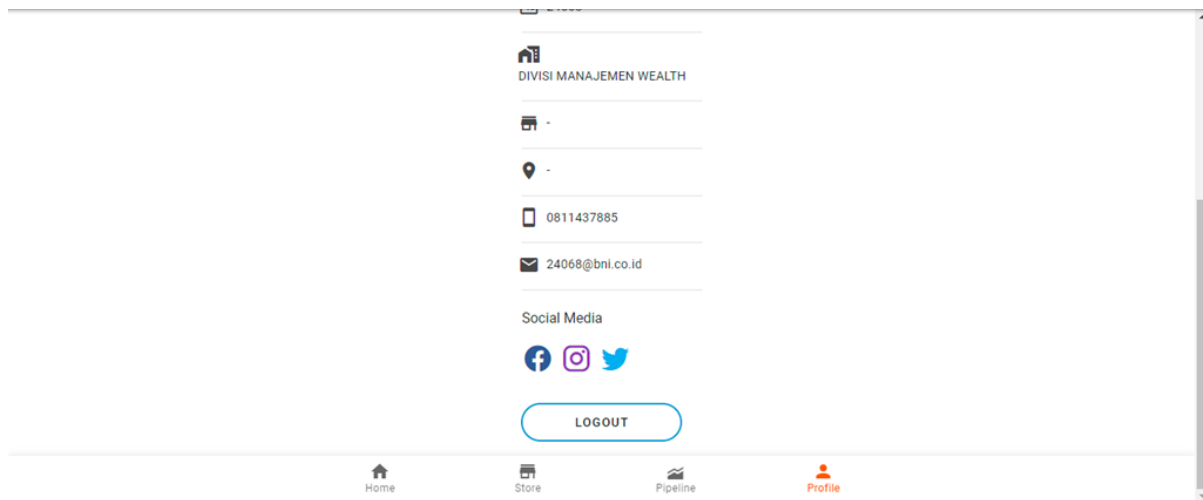 DIVISI MANAJEMEN WEALTH
-
-
0811437885
24068@bni.co.id
Social Media
LOGOUT
Home
Store
Pipeline
Profile